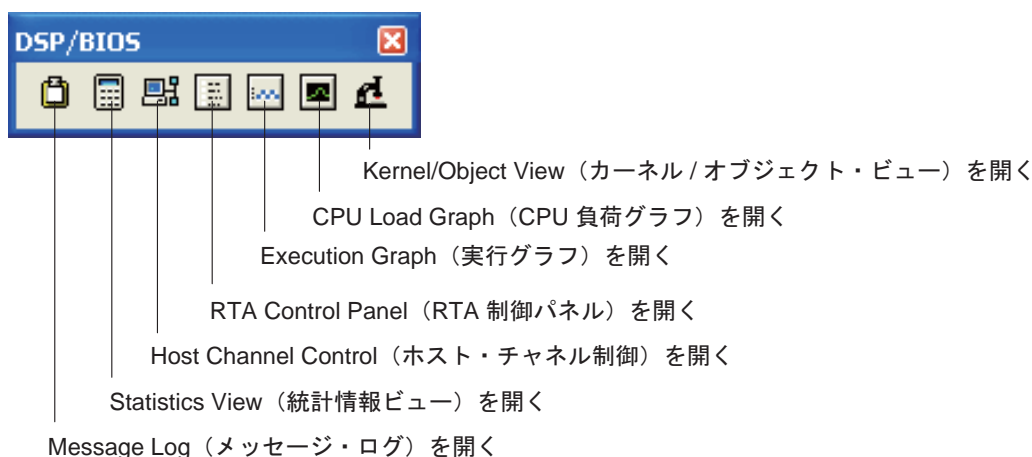 DSP/BIOS
Kernel/Object View（カーネル / オブジェクト・ビュー）を開く
CPU Load Graph（CPU 負荷グラフ）を開く
Execution Graph（実行グラフ）を開く
RTA Control Panel（RTA 制御パネル）を開く
Host Channel Control（ホスト・チャネル制御）を開く
Statistics View（統計情報ビュー）を開く
Message Log（メッセージ・ログ）を開く